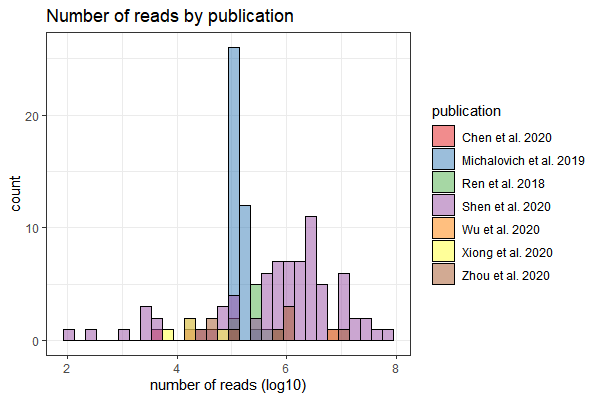 Number of reads by publication
20
10
0
count
2
4
6
8
number of reads (log10)
publication
Chen et al. 2020
Michalovich et al. 2019
Ren et al. 2018
Shen et al. 2020
Wu et al. 2020
Xiong et al. 2020
Zhou et al. 2020